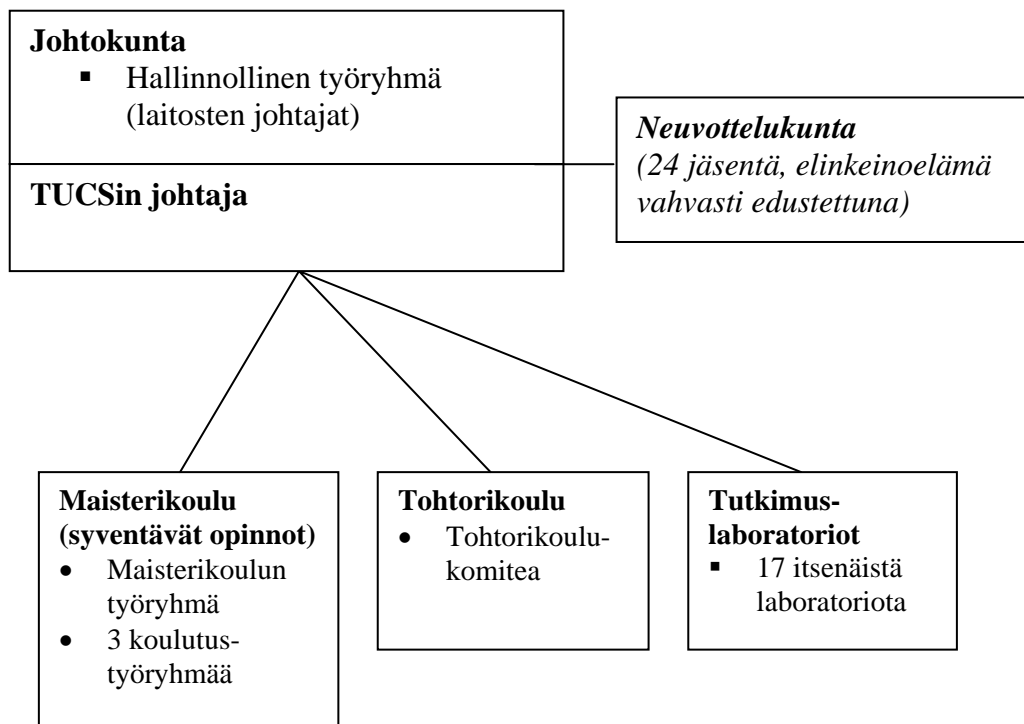 Johtokunta
▪ Hallinnollinen työryhmä
(laitosten johtajat)
Neuvottelukunta
(24 jäsentä, elinkeinoelämä
vahvasti edustettuna)
TUCSin johtaja
Maisterikoulu
(syventävät opinnot)
• Maisterikoulun
työryhmä
• 3 koulutus-
työryhmää
Tohtorikoulu
• Tohtorikoulu-
komitea
Tutkimus-
laboratoriot
▪ 17 itsenäistä
laboratoriota